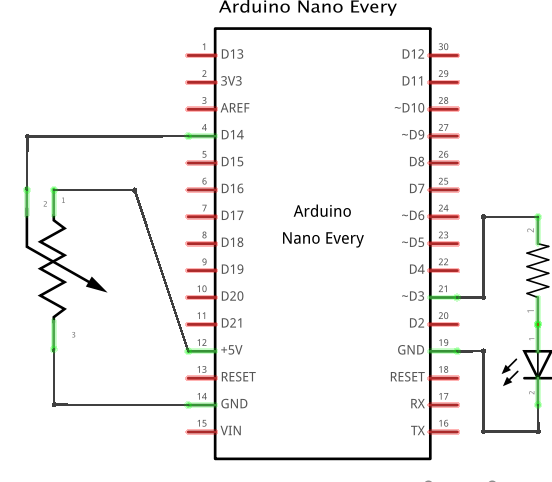 Arduino Nano Every
1 D13 D12 30
2 3V3 D11 29
3 AREF ~D10 28
4 D14 ~D9 27
5 D15 D8 26
6 D16 D7 25
2 1
7 D17 ~D6 24
Arduino
Nano Every
2
8 D18 ~D5 23
9 D19 D4 22
10 D20 ~D3 21
1
11 D21 D2 20
3
1
12 +5V GND 19
13 RESET RESET 18
2
14 GND RX 17
15 VIN TX 16